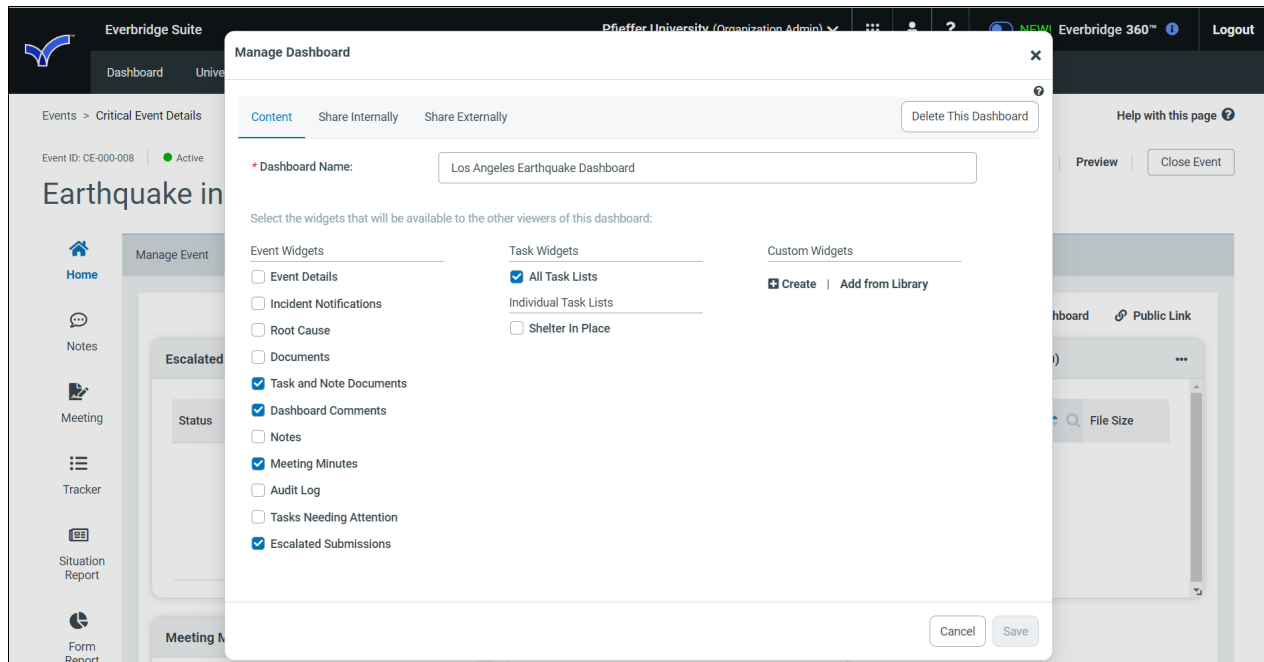 Everbridge Suite
Pfieffer University (Organization Admin)
?
NEW! Everbridge 360™
Logout
Dashboard
Unive
Events > Critical Event Details
Help with this page
Event ID: CE-000-008
Active
Preview
Close Event
Earthquake in
Home
Notes
Meeting
Tracker
Situation
Report
Form
Report
Manage Event
hboard
Public Link
Escalated
)
Status
File Size
Meeting M
Manage Dashboard
Content
Share Internally
Share Externally
Delete This Dashboard
* Dashboard Name:
Los Angeles Earthquake Dashboard
Select the widgets that will be available to the other viewers of this dashboard:
Event Widgets
Event Details
Incident Notifications
Root Cause
Documents
Task and Note Documents
Dashboard Comments
Notes
Meeting Minutes
Audit Log
Tasks Needing Attention
Escalated Submissions
Task Widgets
All Task Lists
Individual Task Lists
Shelter In Place
Custom Widgets
Create | Add from Library
Cancel
Save